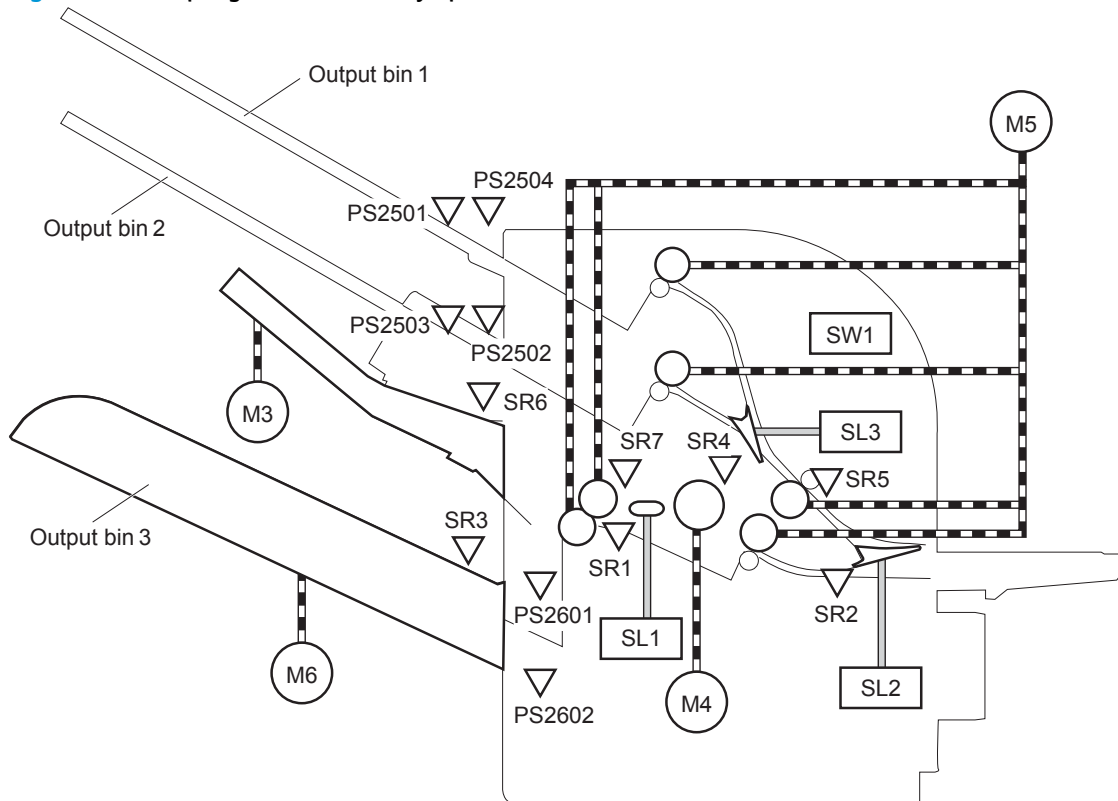 Output bin 1
M5
PS2504
PS2501
Output bin 2
SW1
PS2503
PS2502
M3
SR6
SL3
SR7
SR4
SR5
SR3
Output bin 3
SR1
PS2601
SR2
SL1
M6
SL2
M4
PS2602